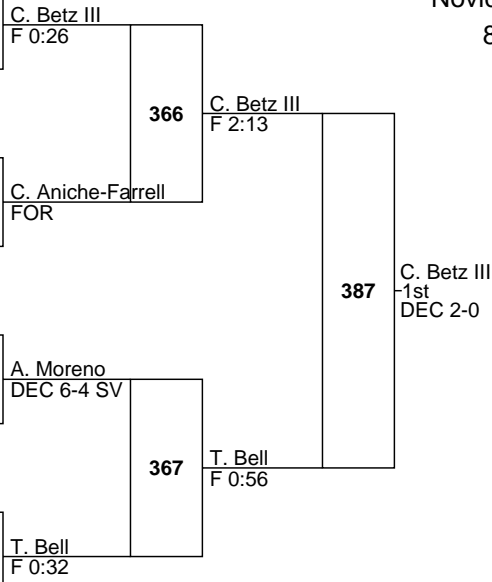 C. Betz III
F 0:26
366
C. Betz III
F 2:13
C. Aniche-Farrell
FOR
387
C. Betz III
1st
DEC 2-0
A. Moreno
DEC 6-4 SV
367
T. Bell
F 0:56
T. Bell
F 0:32
8